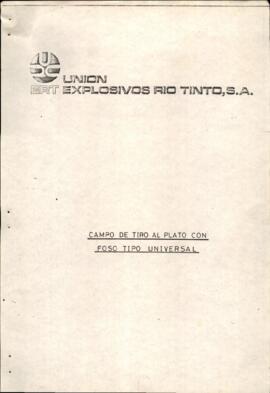 UNION
ERT EXPLOSIVOS RIO TINTO, S.A.
CAMPO DE TIRO AL PLATO CON
FOSO TIPO UNIVERSAL